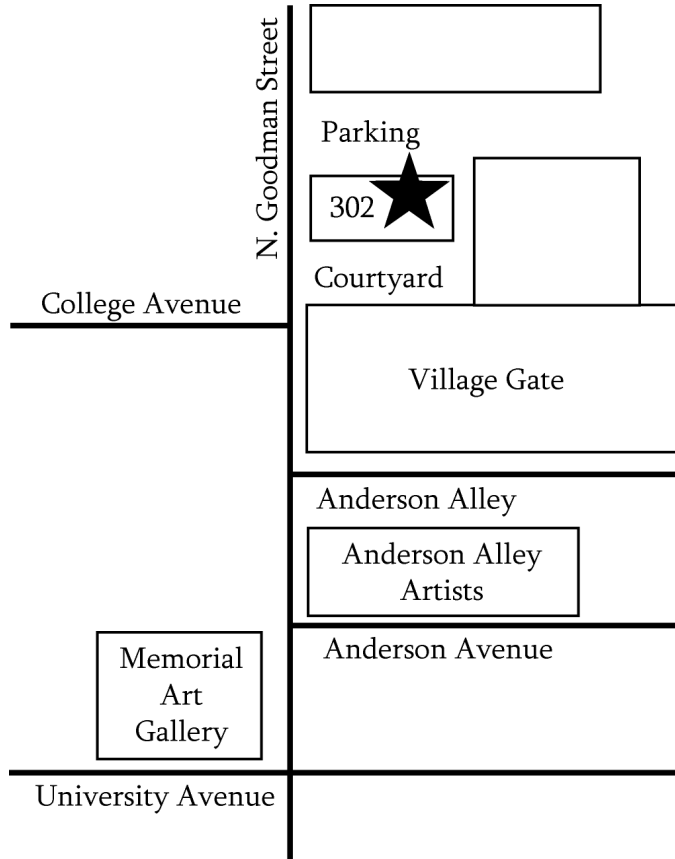 N. Goodman Street
Parking
302
Courtyard
College Avenue
Village Gate
Anderson Alley
Anderson Alley
Artists
Anderson Avenue
Memorial
Art
Gallery
University Avenue